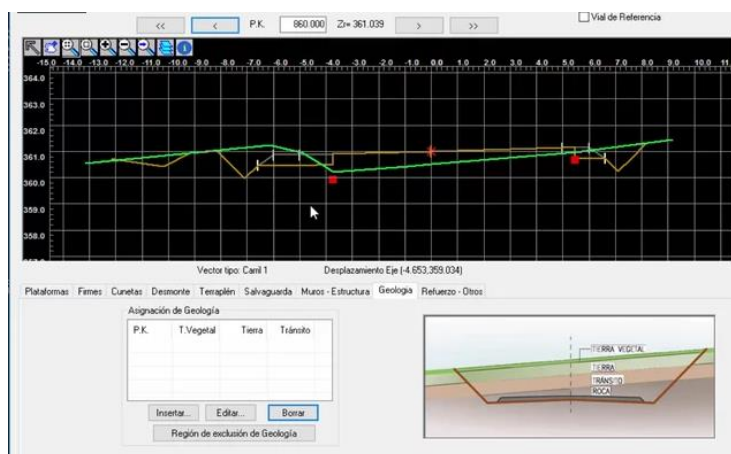 << < P.K. 860.000 Zr= 361.039 > >> Vial de Referencia
-15.0 -14.0 -13.0 -12.0 -11.0 -10.0 -9.0 -8.0 -7.0 -6.0 -5.0 -4.0 -3.0 -2.0 -1.0 0.0 1.0 2.0 3.0 4.0 5.0 6.0 7.0 8.0 9.0 10.0 11.
364.0
363.0
362.0
361.0
360.0
359.0
358.0
Vector tipo: Carril 1 Desplazamiento Eje (-4.653,359.034)
Plataformas Firmes Cunetas Desmonte Terraplén Salvaguarda Muros - Estructura Geologia Refuerzo - Otros
Asignación de Geología
P.K. T.Vegetal Tierra Tránsito
Insertar... Editar... Borrar
Región de exclusión de Geología
TIERRA VEGETAL
TIERRA
TRÁNSITO
ROCA